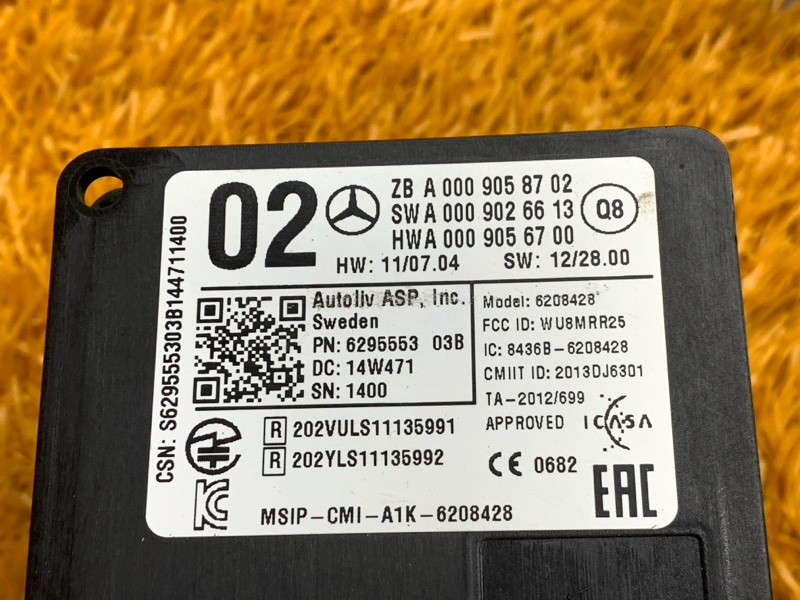 02
ZB A 000 905 87 02
SW A 000 902 66 13
HW A 000 905 67 00
Q8
HW: 11/07.04 SW: 12/28.00
CSN: S629555303B144711400
Autoliv ASP, Inc.
Sweden
PN: 6295553 03B
DC: 14W471
SN: 1400
Model: 6208428
FCC ID: WU8MRR25
IC: 8436B-6208428
CMIIT ID: 2013DJ6301
TA-2012/699
APPROVED
ICASA
R 202VULS11135991
R 202YLS11135992
CE 0682
EAC
MSIP-CMI-A1K-6208428